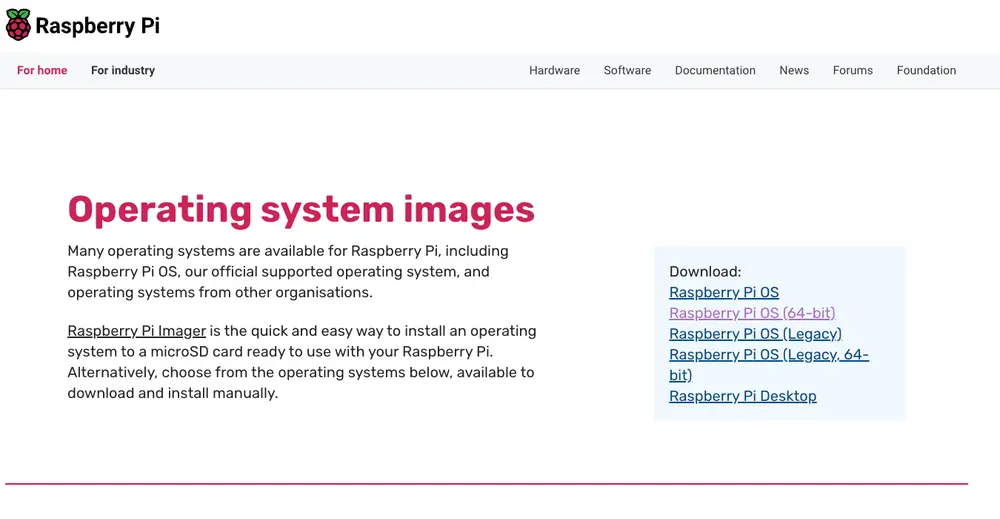 Raspberry Pi
For home For industry Hardware Software Documentation News Forums Foundation
Operating system images
Many operating systems are available for Raspberry Pi, including
Raspberry Pi OS, our official supported operating system, and
operating systems from other organisations.
Raspberry Pi Imager is the quick and easy way to install an operating
system to a microSD card ready to use with your Raspberry Pi.
Alternatively, choose from the operating systems below, available to
download and install manually.
Download:
Raspberry Pi OS
Raspberry Pi OS (64-bit)
Raspberry Pi OS (Legacy)
Raspberry Pi OS (Legacy, 64-
bit)
Raspberry Pi Desktop